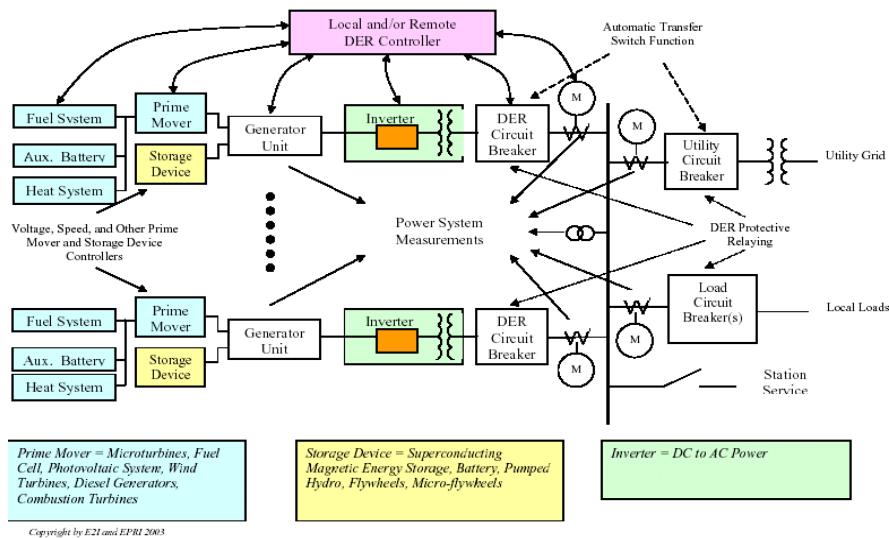 Local and/or Remote
DER Controller
Automatic Transfer
Switch Function
Fuel System
Prime
Mover
Aux. Battery
Storage
Device
Heat System
Generator
Unit
Inverter
DER
Circuit
Breaker
M
M
Utility
Circuit
Breaker
Utility Grid
Voltage, Speed, and Other Prime
Mover and Storage Device
Controllers
Power System
Measurements
DER Protective
Relaying
Fuel System
Prime
Mover
Aux. Battery
Storage
Device
Heat System
Generator
Unit
Inverter
DER
Circuit
Breaker
M
M
Load
Circuit
Breaker(s)
Local Loads
Station
Service
Prime Mover = Microturbines, Fuel
Cell, Photovoltaic System, Wind
Turbines, Diesel Generators,
Combustion Turbines
Storage Device = Superconducting
Magnetic Energy Storage, Battery, Pumped
Hydro, Flywheels, Micro-flywheels
Inverter = DC to AC Power
Copyright by E2I and EPRI 2003